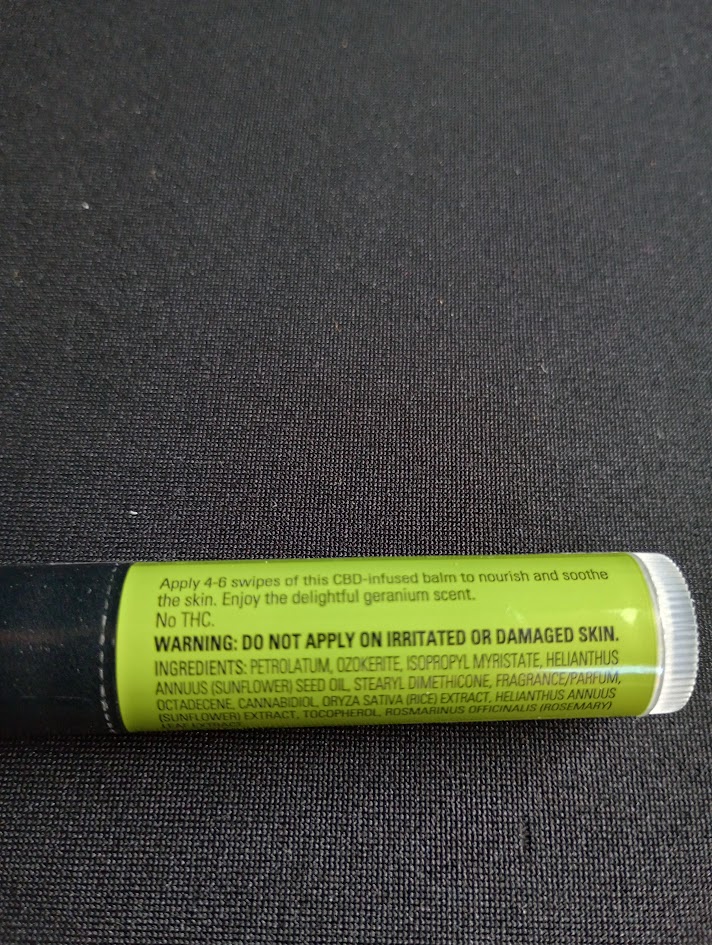 Apply 4-6 swipes of this CBD-infused balm to nourish and soothe
the skin. Enjoy the delightful geranium scent.
No THC.
WARNING: DO NOT APPLY ON IRRITATED OR DAMAGED SKIN.
INGREDIENTS: PETROLATUM, OZOKERITE, ISOPROPYL MYRISTATE, HELIANTHUS
ANNUUS (SUNFLOWER) SEED OIL, STEARYL DIMETHICONE, FRAGRANCE/PARFUM,
OCTADECENE, CANNABIDIOL, ORYZA SATIVA (RICE) EXTRACT, HELIANTHUS ANNUUS
(SUNFLOWER) EXTRACT, TOCOPHEROL, ROSMARINUS OFFICINALIS (ROSEMARY)
LEAF EXTRACT